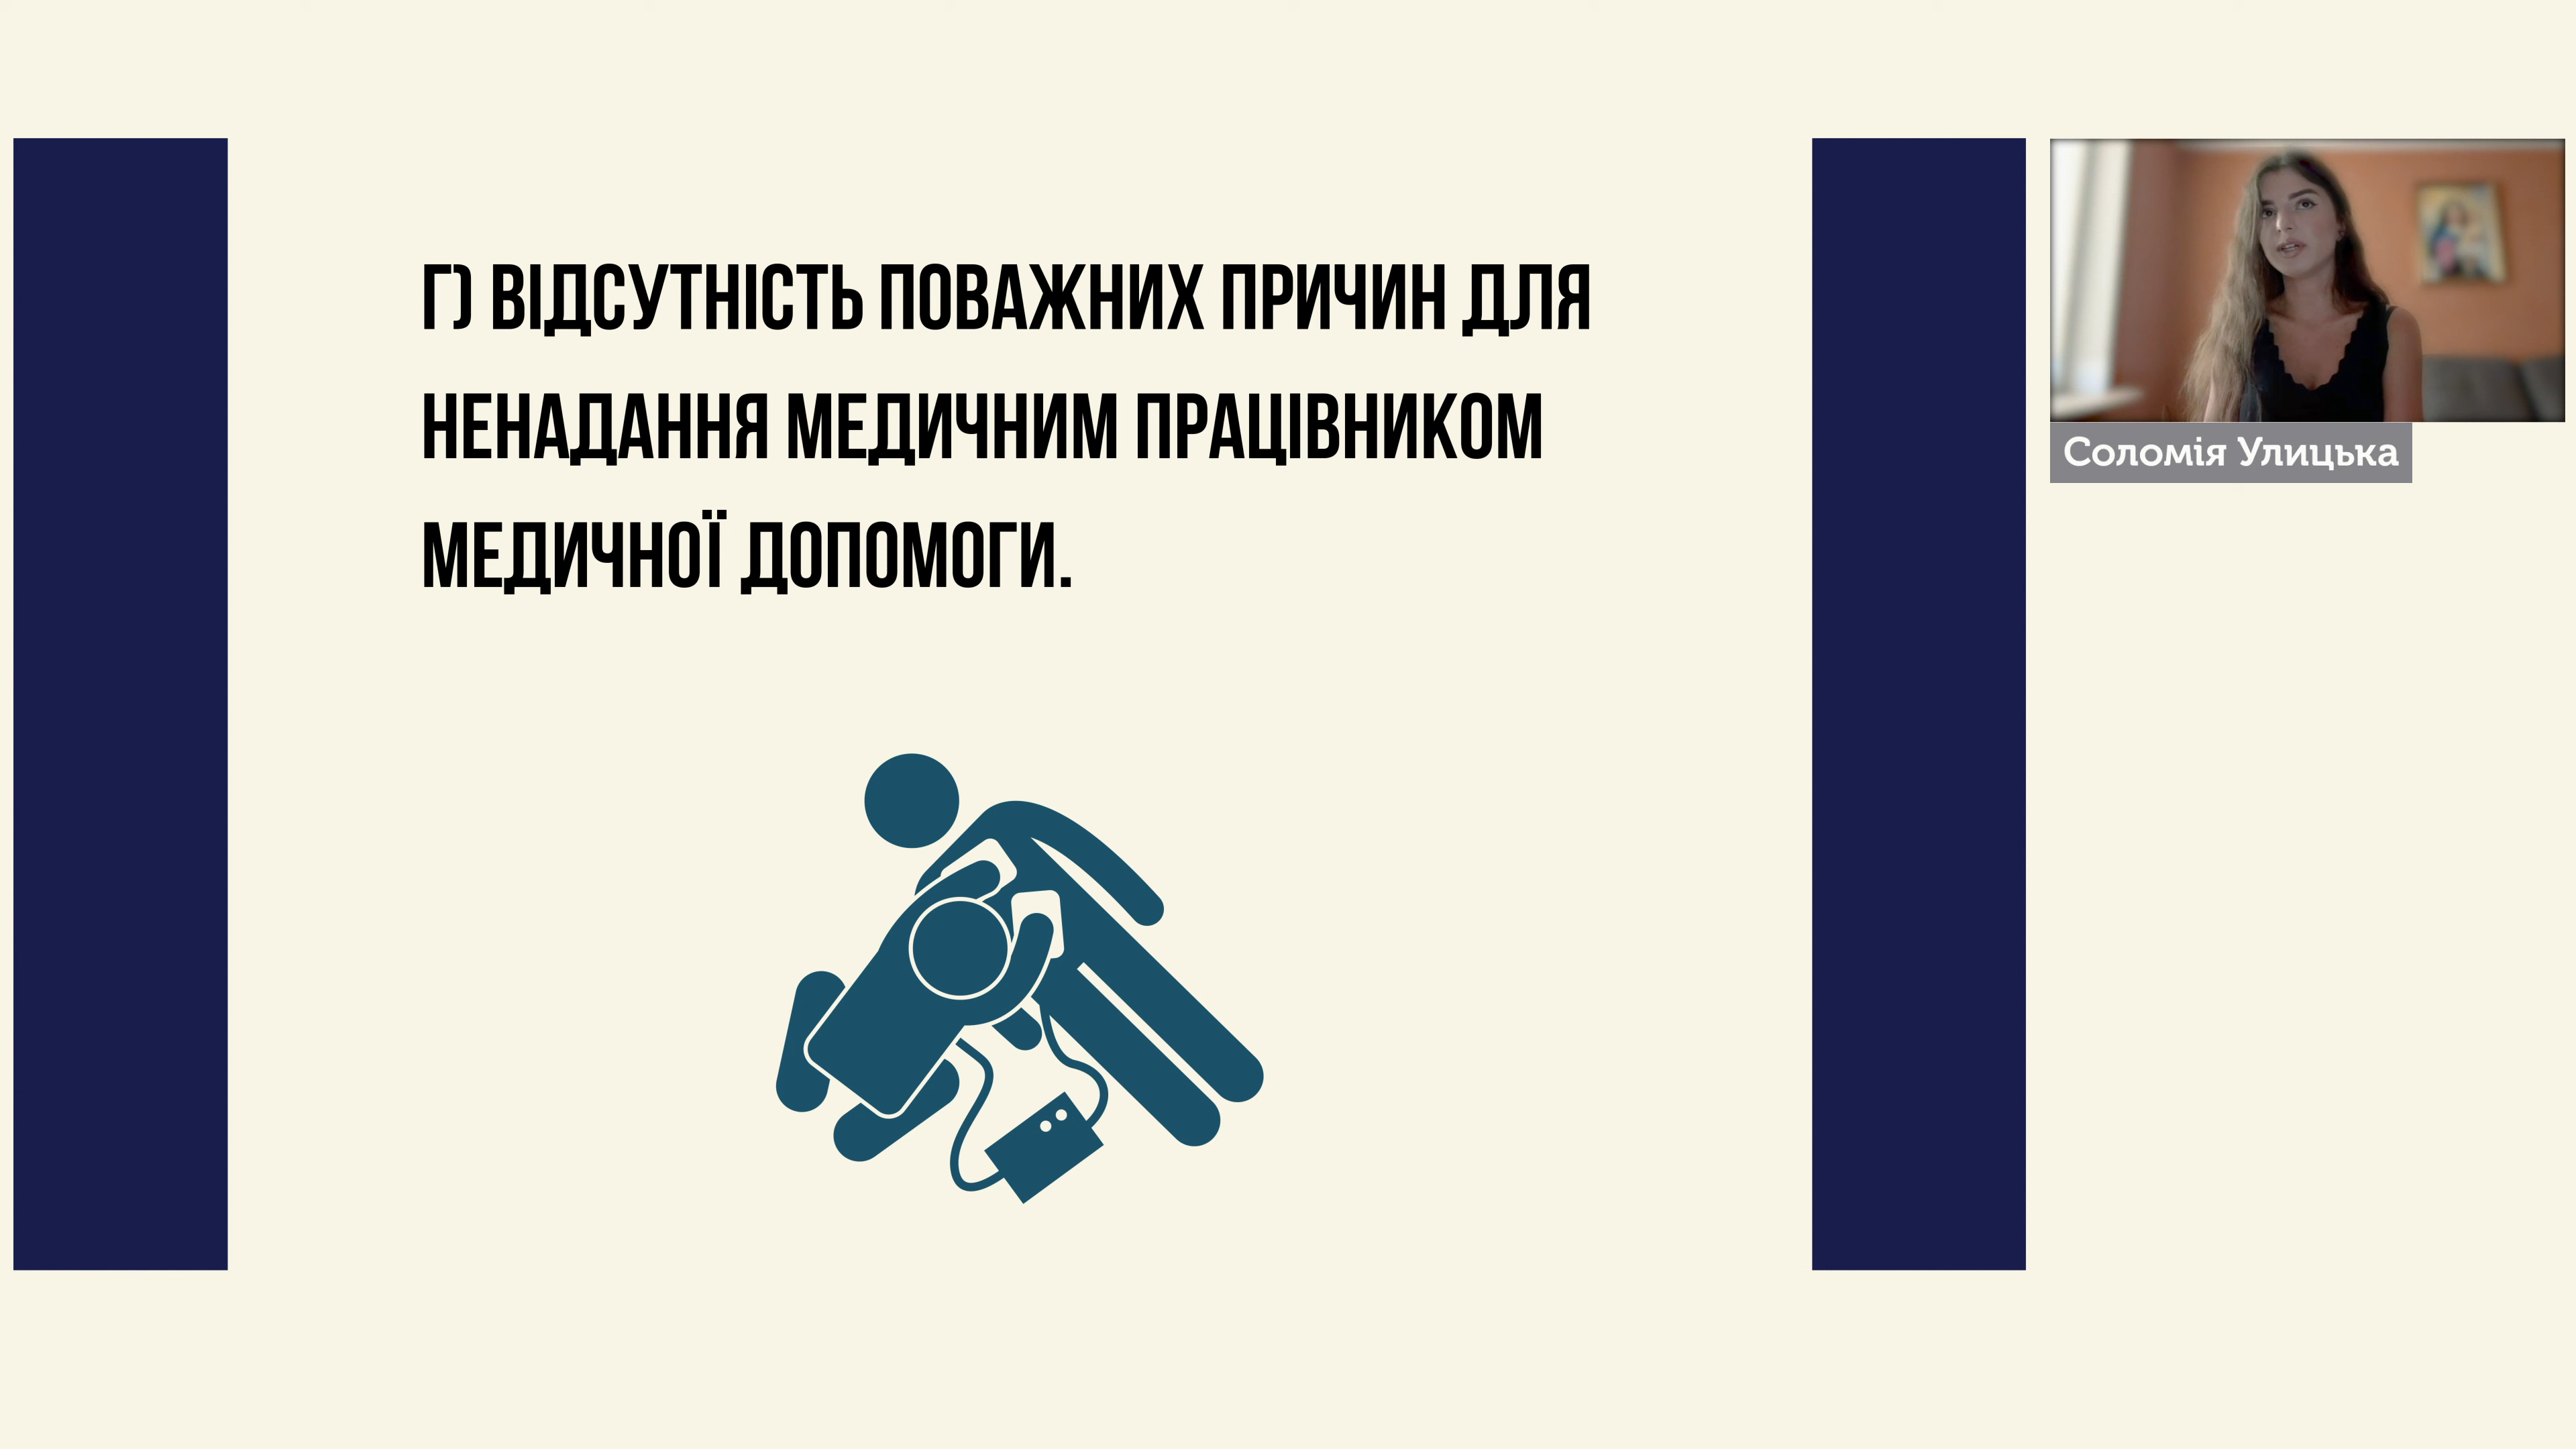 Г) ВІДСУТНІСТЬ ПОВАЖНИХ ПРИЧИН ДЛЯ
НЕНАДАННЯ МЕДИЧНИМ ПРАЦІВНИКОМ
МЕДИЧНОЇ ДОПОМОГИ.
Соломія Улицька